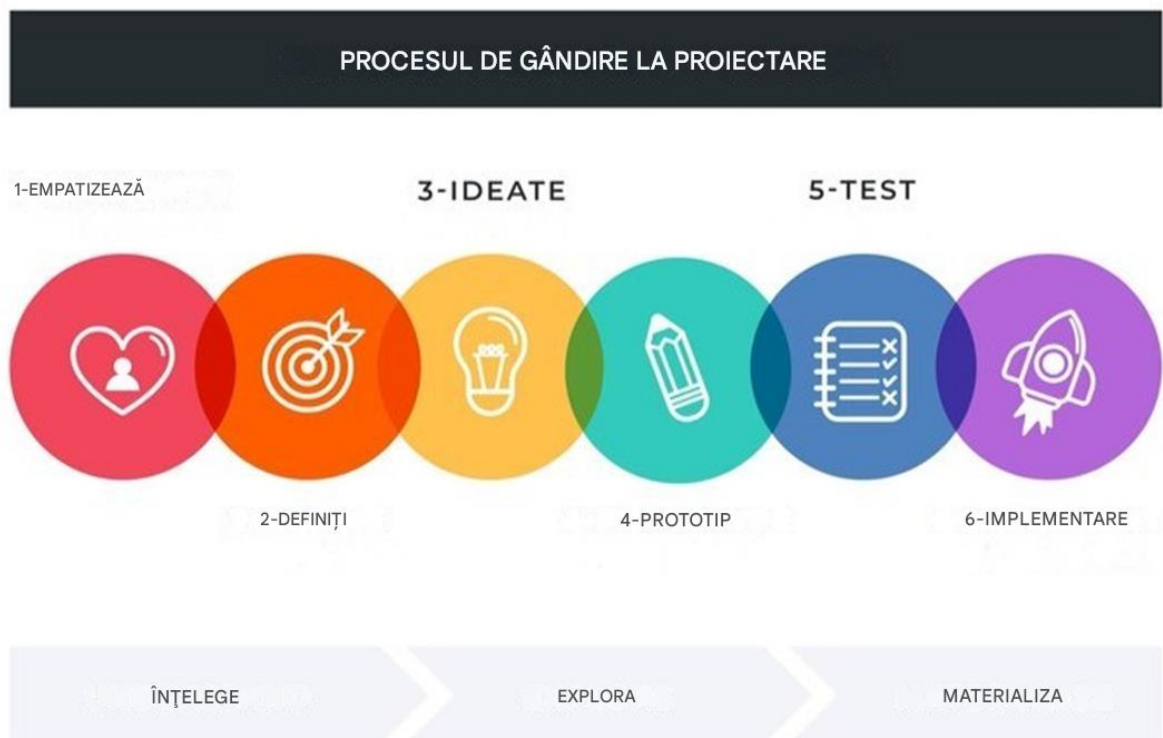 PROCESUL DE GÂNDIRE LA PROIECTARE
1-EMPATIZEAZĂ
3-IDEATE
5-TEST
2-DEFINIȚI
4-PROTOTIP
6-IMPLEMENTARE
ÎNŢELEGE
EXPLORA
MATERIALIZA